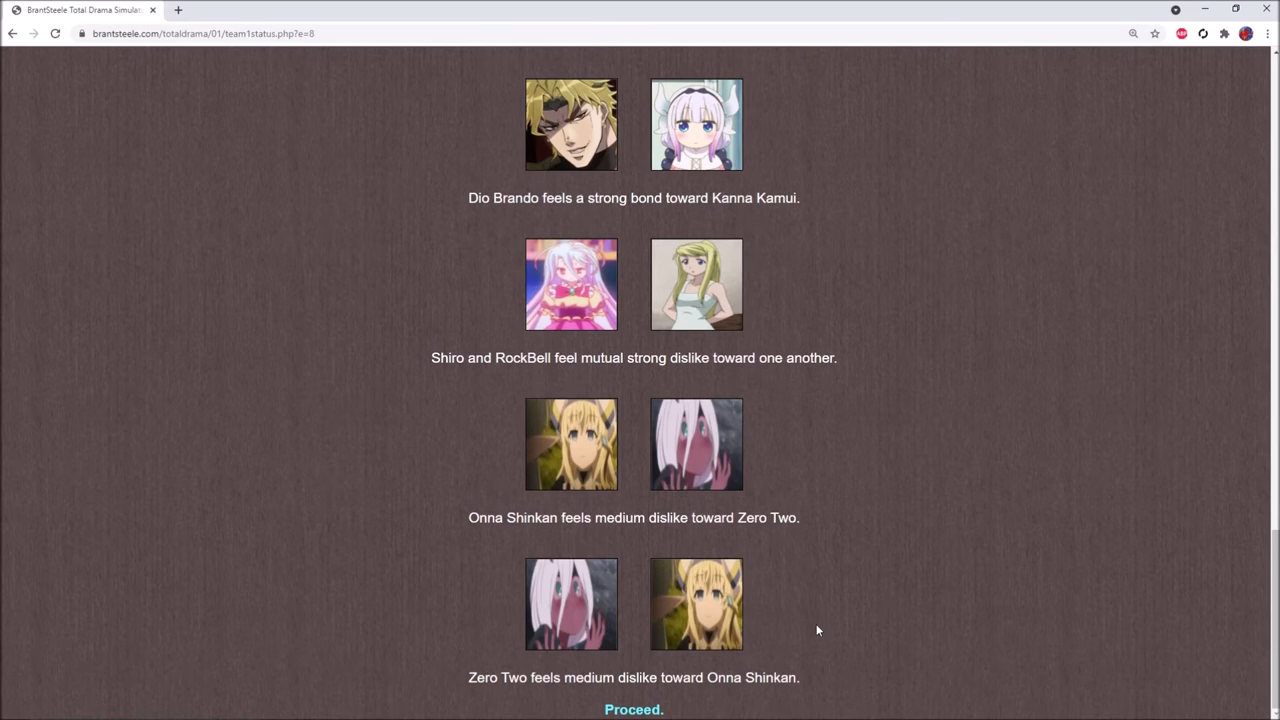 BrantSteele Total Drama Simulat
brantsteele.com/totaldrama/01/team1status.php?e=8
ABP
Dio Brando feels a strong bond toward Kanna Kamui.
Shiro and RockBell feel mutual strong dislike toward one another.
Onna Shinkan feels medium dislike toward Zero Two.
Zero Two feels medium dislike toward Onna Shinkan.
Proceed.